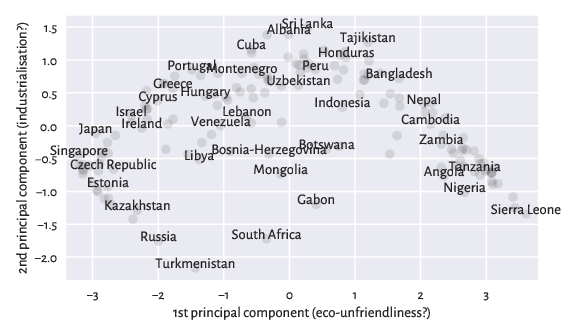 Sri Lanka
1.5
Albania
Tajikistan
Cuba
Honduras
1.0
Portugal
Montenegro
Peru
Bangladesh
Uzbekistan
Greece
0.5
Cyprus
Hungary
Nepal
Indonesia
Israel
Lebanon
Ireland
Venezuela
Cambodia
0.0
Japan
Zambia
Singapore
Bosnia-Herzegovina
Botswana
Libya
−0.5
Czech Republic
Tanzania
Mongolia
Angola
Estonia
Nigeria
−1.0
Gabon
Kazakhstan
Sierra Leone
−1.5
Russia
South Africa
−2.0
Turkmenistan
−3
−2
−1
0
1
2
3
1st principal component (eco-unfriendliness?)
2nd principal component (industrialisation?)